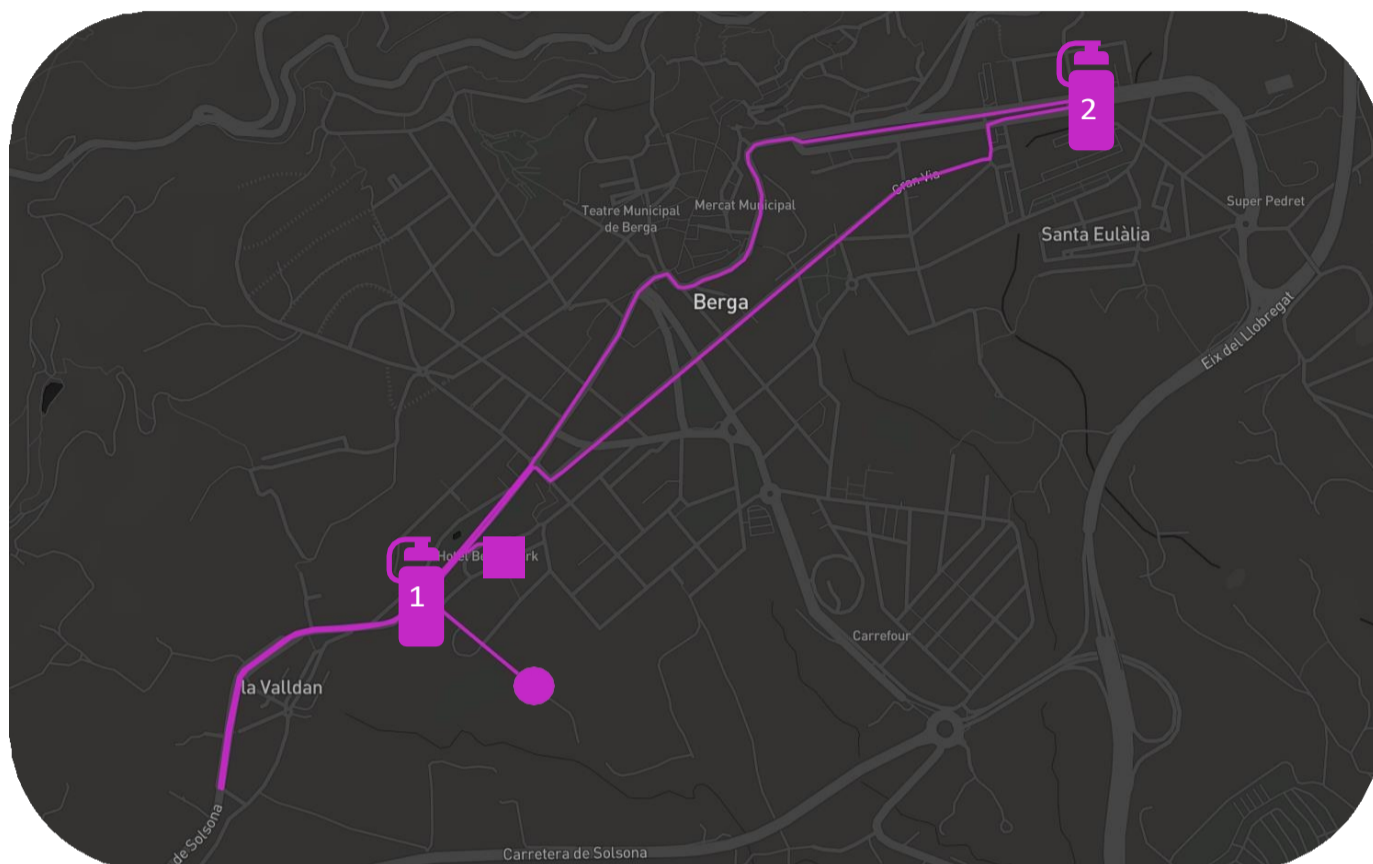 2
Gran Via
Teatre Municipal
de Berga
Mercat Municipal
Super Pedret
Santa Eulàlia
Berga
Eix del Llobregat
1
Carrefour
la Valldan
de Solsona
Carretera de Solsona